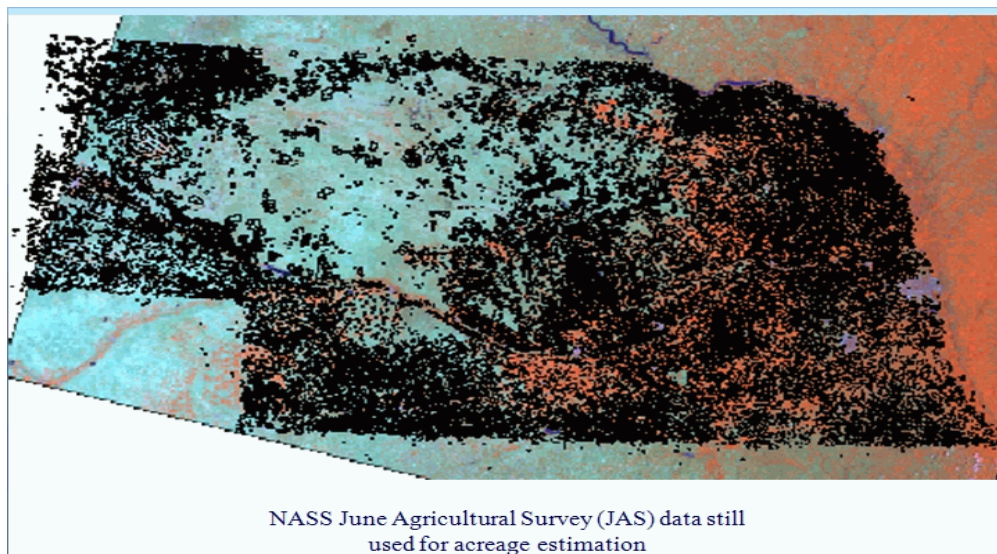 NASS June Agricultural Survey (JAS) data still
used for acreage estimation